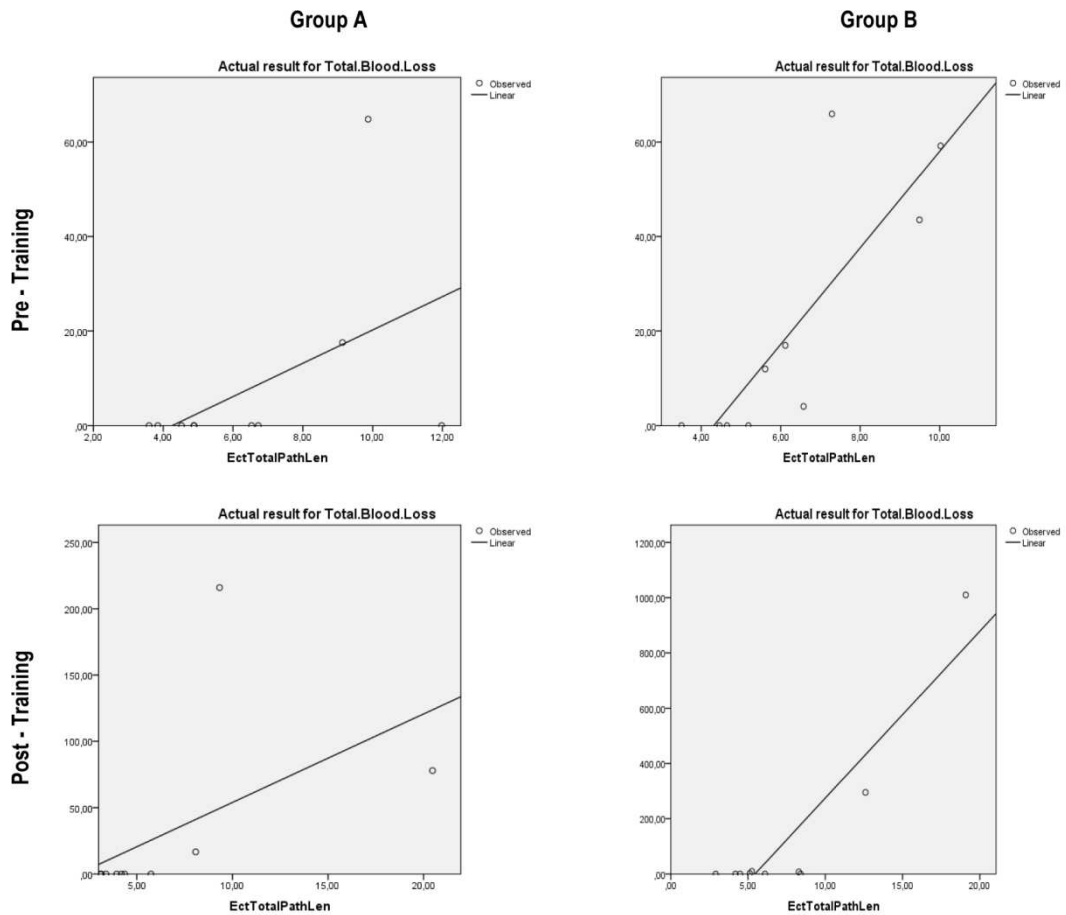 Group A
Group B
Pre - Training
Actual result for Total.Blood.Loss
Observed
Linear
60,00
40,00
20,00
,00
2,00 4,00 6,00 8,00 10,00 12,00
EctTotalPathLen
Actual result for Total.Blood.Loss
Observed
Linear
60,00
40,00
20,00
,00
4,00 6,00 8,00 10,00
EctTotalPathLen
Post - Training
Actual result for Total.Blood.Loss
Observed
Linear
250,00
200,00
150,00
100,00
50,00
,00
5,00 10,00 15,00 20,00
EctTotalPathLen
Actual result for Total.Blood.Loss
Observed
Linear
1200,00
1000,00
800,00
600,00
400,00
200,00
,00
,00 5,00 10,00 15,00 20,00
EctTotalPathLen